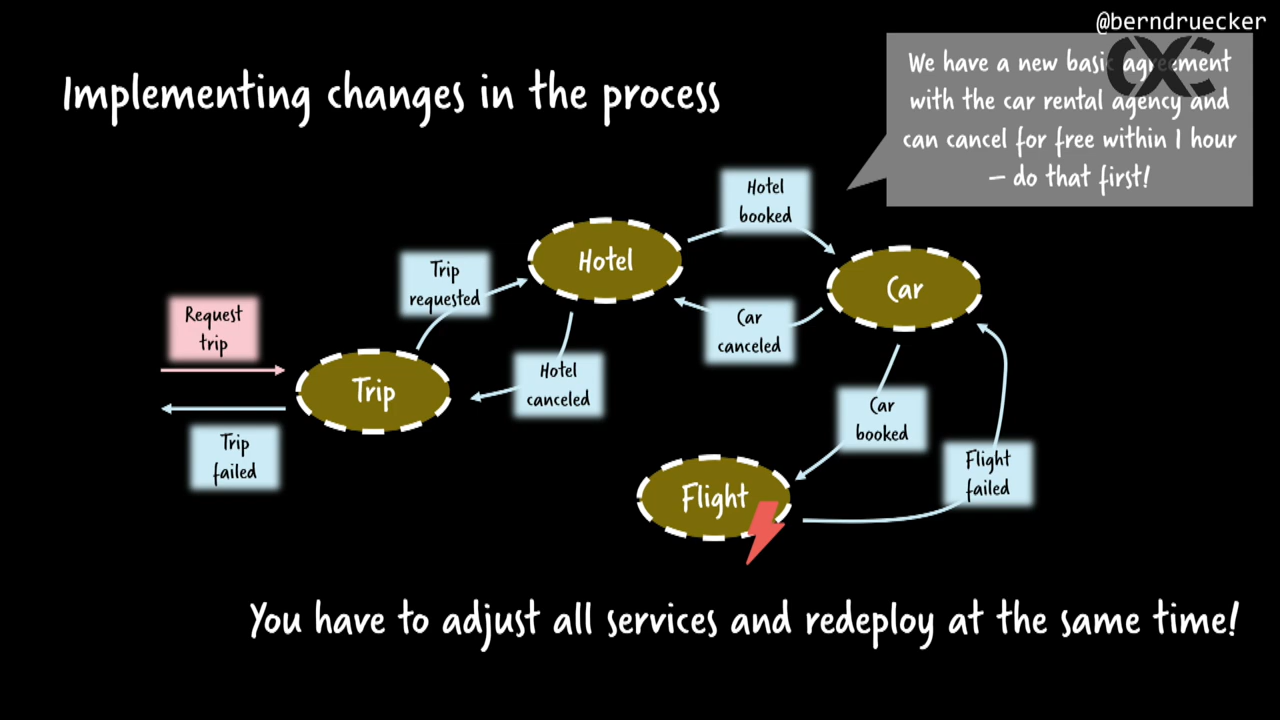 @berndruecker
Implementing changes in the process
We have a new basic agreement
with the car rental agency and
can cancel for free within 1 hour
– do that first!
Hotel
booked
Hotel
Trip
requested
Car
Car
canceled
Request
trip
Hotel
canceled
Trip
Car
booked
Trip
failed
Flight
failed
Flight
You have to adjust all services and redeploy at the same time!